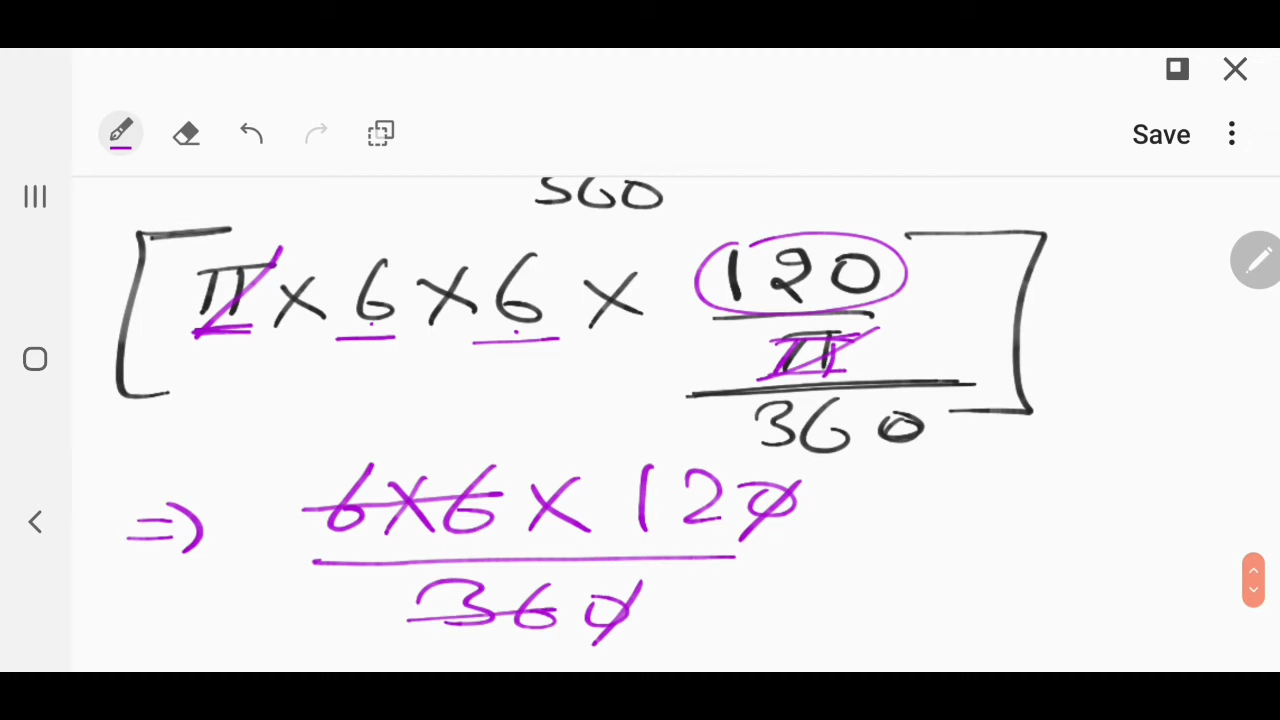 Save
360
[π × 6 × 6 × 120
π
360]
=> 6×6 × 120
360